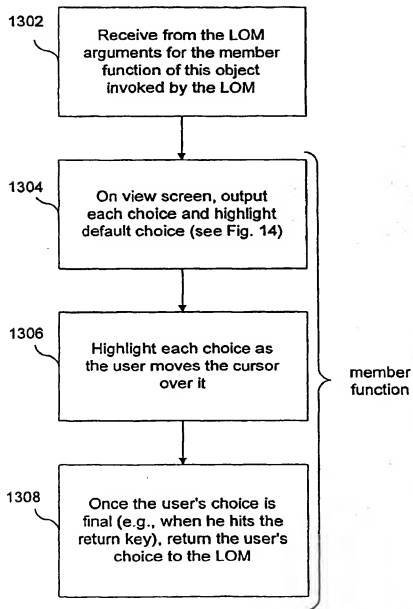 1302
Receive from the LOM
arguments for the member
function of this object
invoked by the LOM
1304
On view screen, output
each choice and highlight
default choice (see Fig. 14)
1306
Highlight each choice as
the user moves the cursor
over it
member
function
1308
Once the user's choice is
final (e.g., when he hits the
return key), return the user's
choice to the LOM